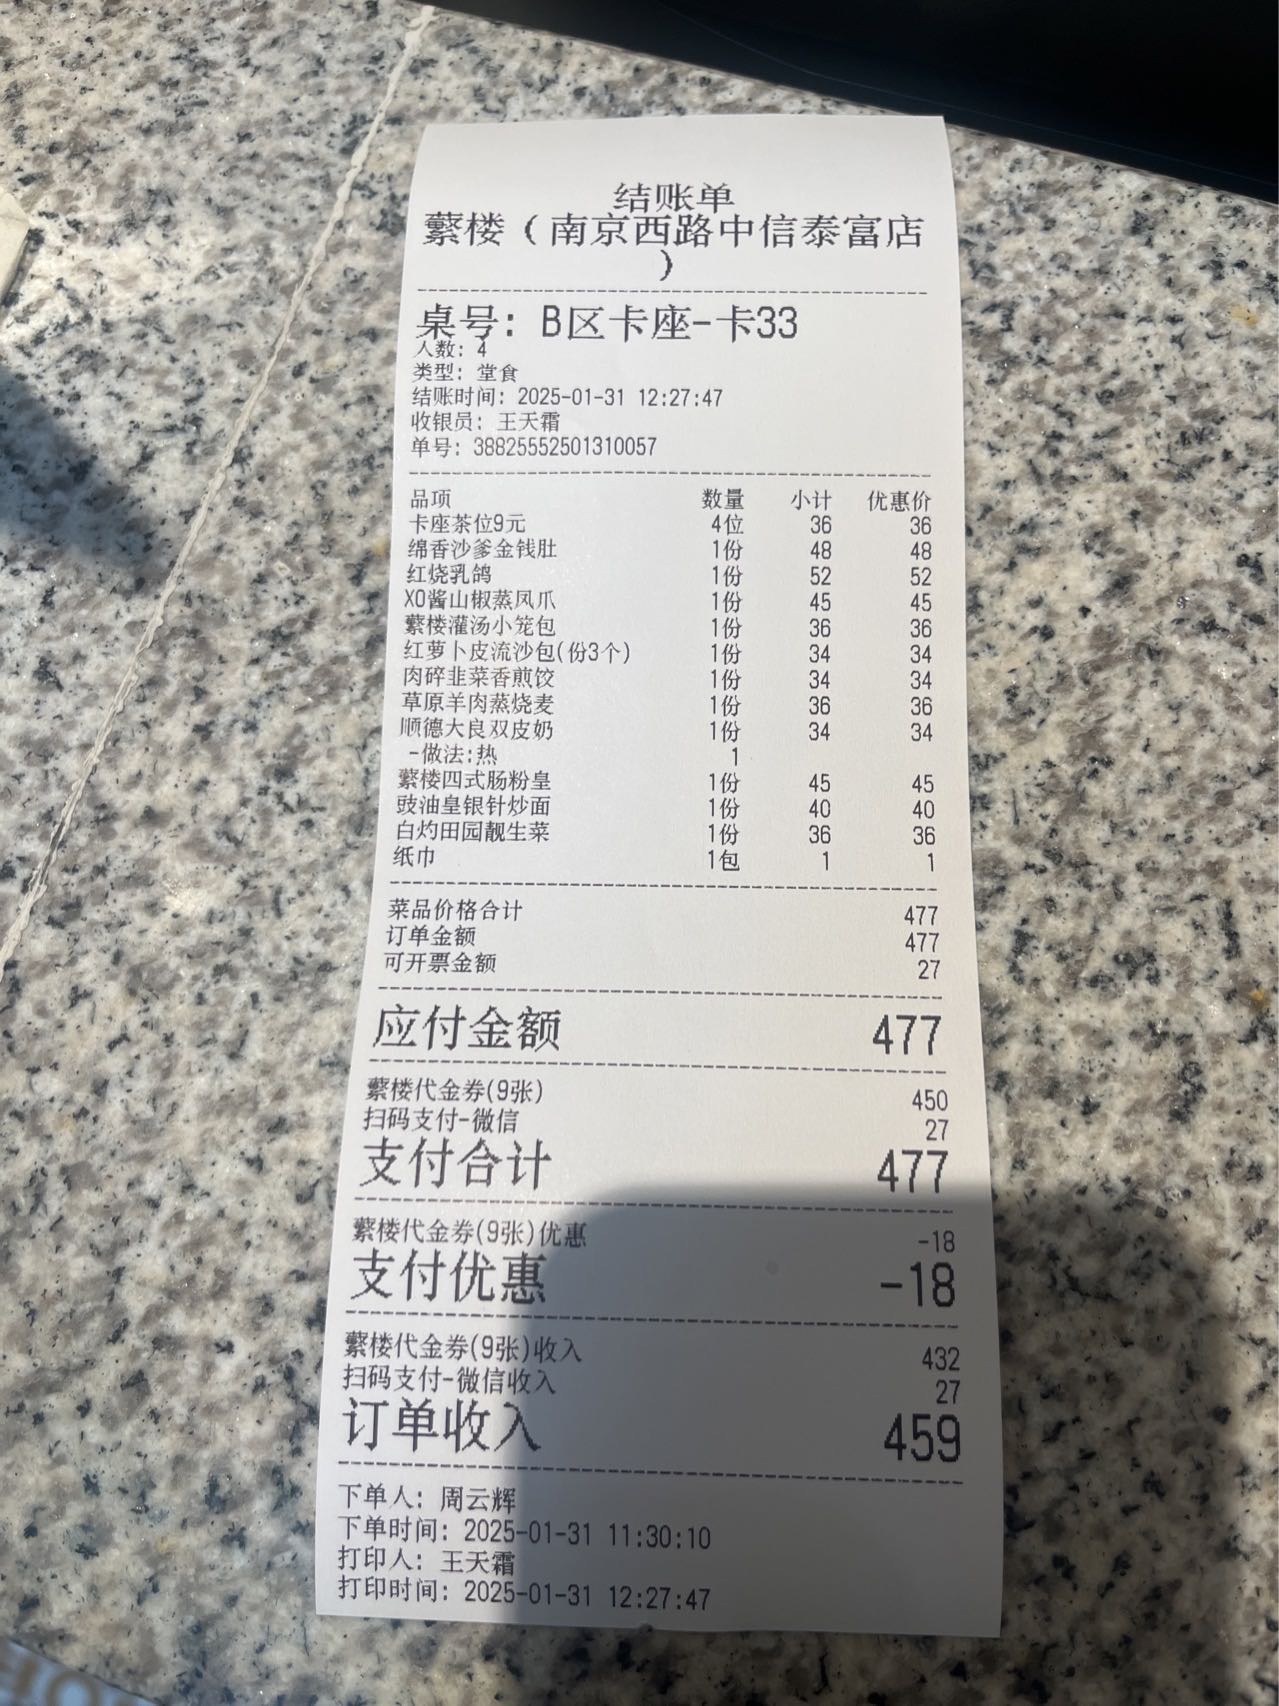 结账单
蘩楼（南京西路中信泰富店
）
桌号: B区卡座-卡33
人数: 4
类型: 堂食
结账时间: 2025-01-31 12:27:47
收银员: 王天霜
单号: 38825552501310057
品项 数量 小计 优惠价
卡座茶位9元 4位 36 36
绵香沙爹金钱肚 1份 48 48
红烧乳鸽 1份 52 52
XO酱山椒蒸凤爪 1份 45 45
蘩楼灌汤小笼包 1份 36 36
红萝卜皮流沙包(份3个) 1份 34 34
肉碎韭菜香煎饺 1份 34 34
草原羊肉蒸烧麦 1份 36 36
顺德大良双皮奶 1份 34 34
-做法:热 1
蘩楼四式肠粉皇 1份 45 45
豉油皇银针炒面 1份 40 40
白灼田园靓生菜 1份 36 36
纸巾 1包 1 1
菜品价格合计 477
订单金额 477
可开票金额 27
应付金额 477
蘩楼代金券(9张) 450
扫码支付-微信 27
支付合计 477
蘩楼代金券(9张)优惠 -18
支付优惠 -18
蘩楼代金券(9张)收入 432
扫码支付-微信收入 27
订单收入 459
下单人: 周云辉
下单时间: 2025-01-31 11:30:10
打印人: 王天霜
打印时间: 2025-01-31 12:27:47